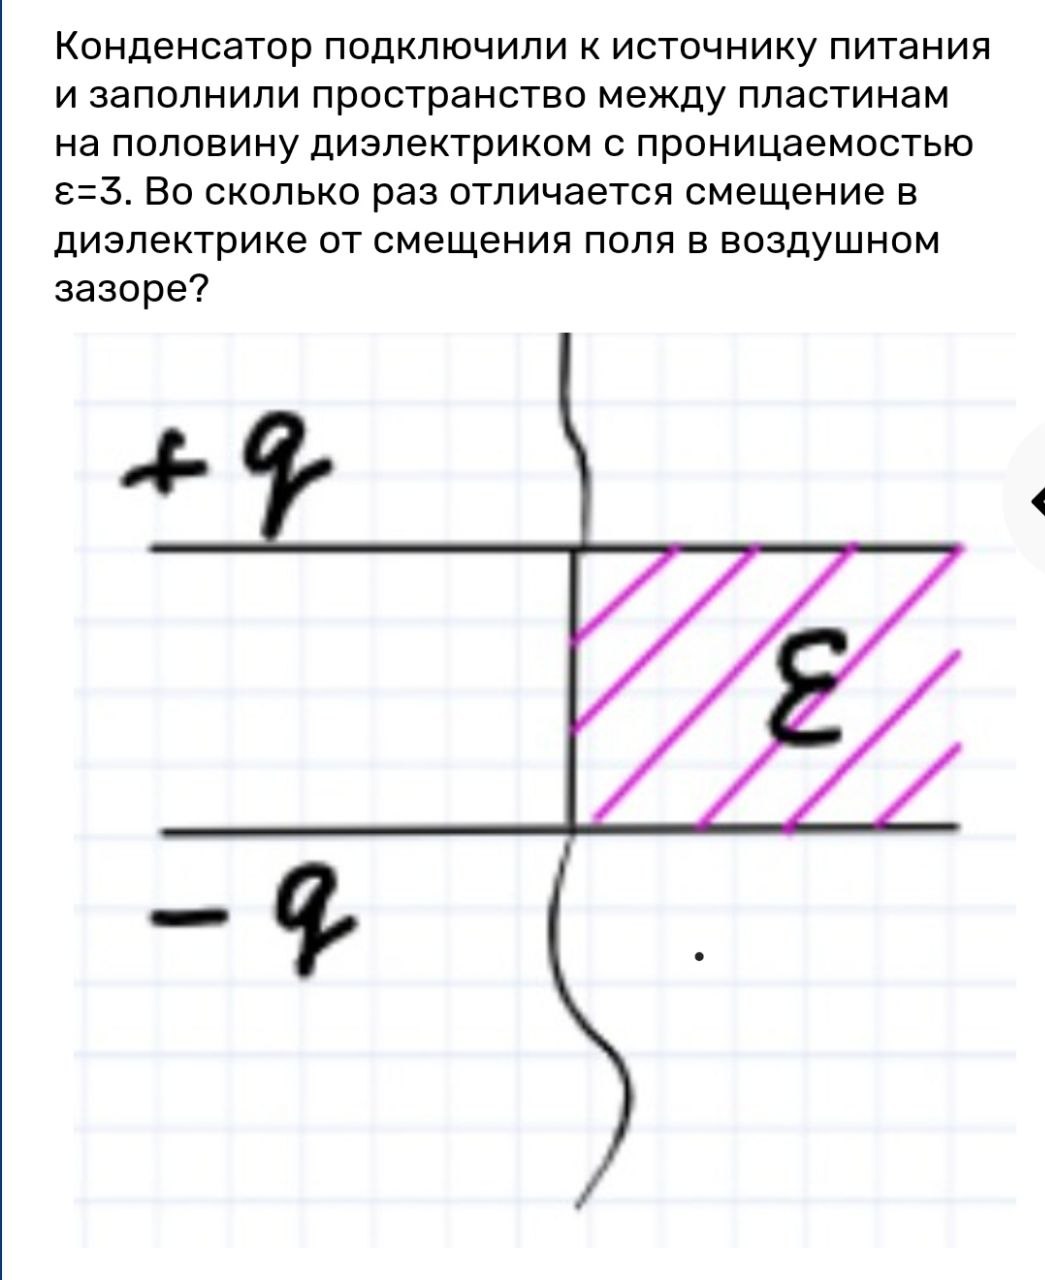 Конденсатор подключили к источнику питания
и заполнили пространство между пластинам
на половину диэлектриком с проницаемостью
ε=3. Во сколько раз отличается смещение в
диэлектрике от смещения поля в воздушном
зазоре?
+ q
ε
- q